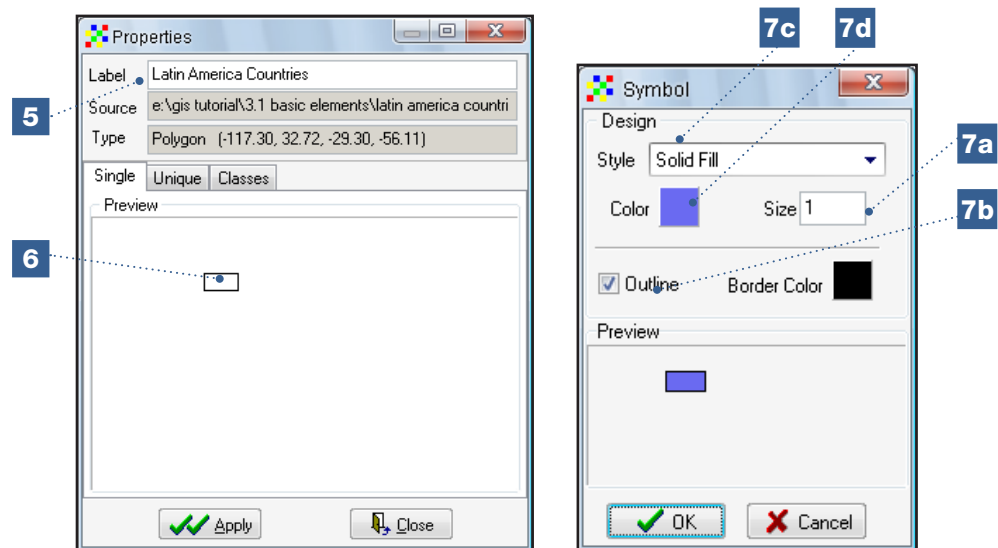 Properties
Label Latin America Countries
Source e:\gis tutorial\3.1 basic elements\latin america countri
Type Polygon (-117.30, 32.72, -29.30, -56.11)
Single Unique Classes
Preview
Apply Close
5
6
7c 7d
Symbol
Design
Style Solid Fill
Color Size 1
Outline Border Color
Preview
OK Cancel
7a
7b